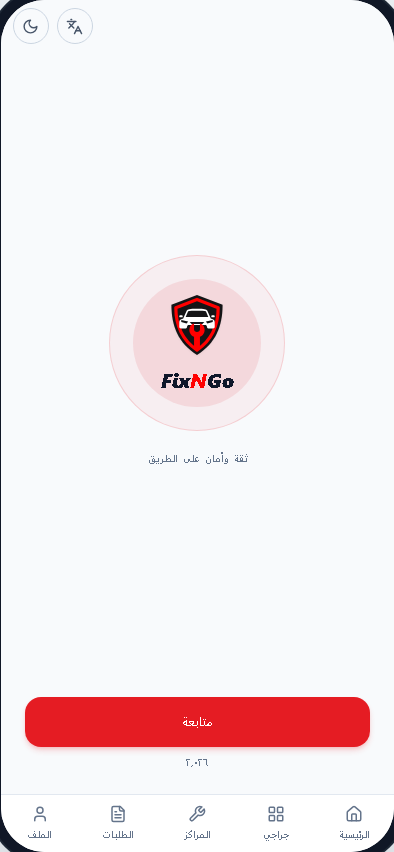 FixNGo
ثقة وأمان على الطريق
متابعة
٢٬٠٢٦
الرئيسية
جراجي
المراكز
الطلبات
الملف